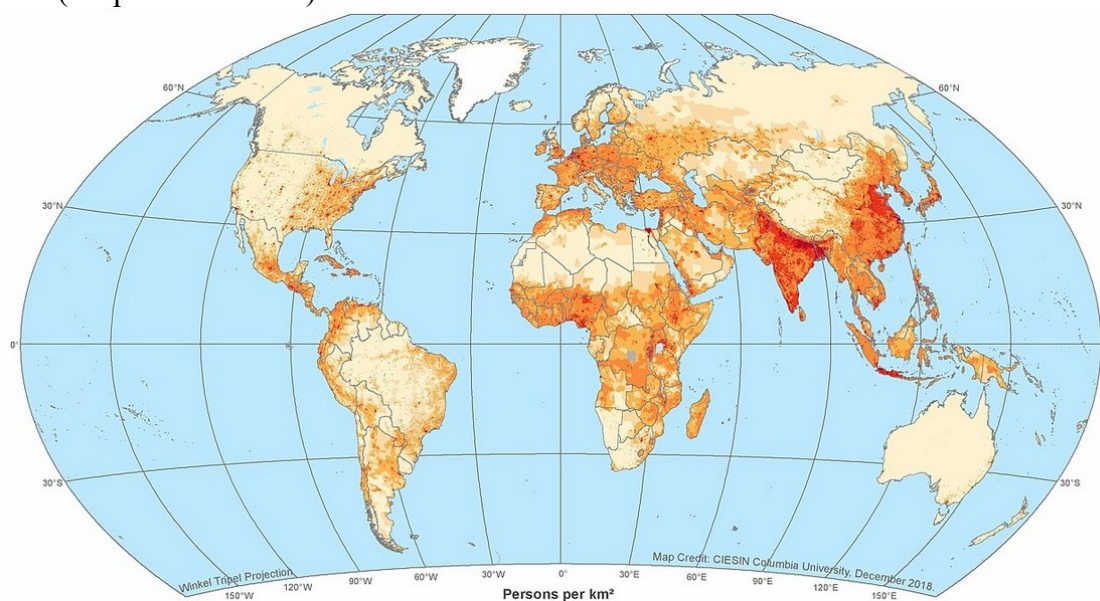 60°N
60°N
30°N
30°N
0°
0°
30°S
30°S
Winkel Tripel Projection
Map Credit: CIESIN Columbia University, December 2018.
150°W
120°W
90°W
60°W
30°W
0°
30°E
60°E
90°E
120°E
150°E
Persons per km²